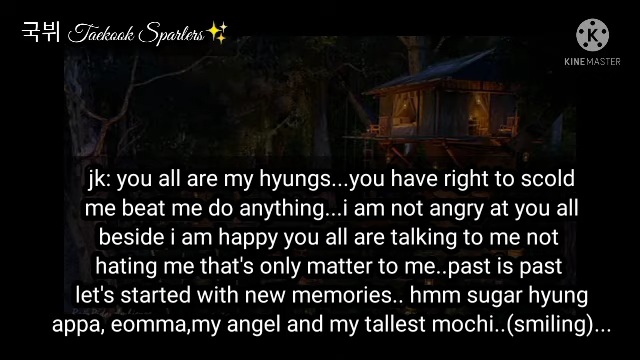 국뷔 Taekook Sparlers✨
KINEMASTER
jk: you all are my hyungs...you have right to scold
me beat me do anything...i am not angry at you all
beside i am happy you all are talking to me not
hating me that's only matter to me..past is past
let's started with new memories.. hmm sugar hyung
appa, eomma,my angel and my tallest mochi..(smiling)...